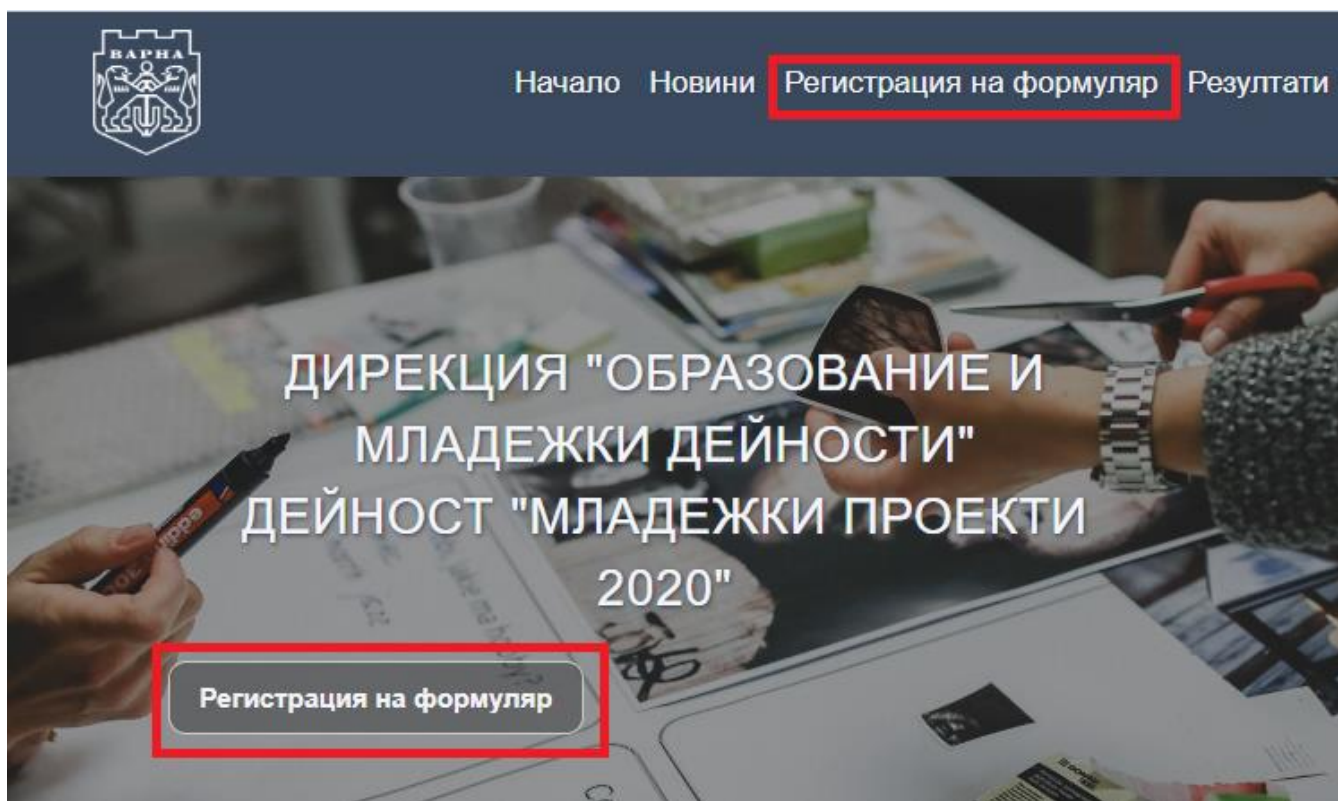 ВАРНА
Начало Новини Регистрация на формуляр Резултати
ДИРЕКЦИЯ "ОБРАЗОВАНИЕ И
МЛАДЕЖКИ ДЕЙНОСТИ"
ДЕЙНОСТ "МЛАДЕЖКИ ПРОЕКТИ
2020"
Регистрация на формуляр